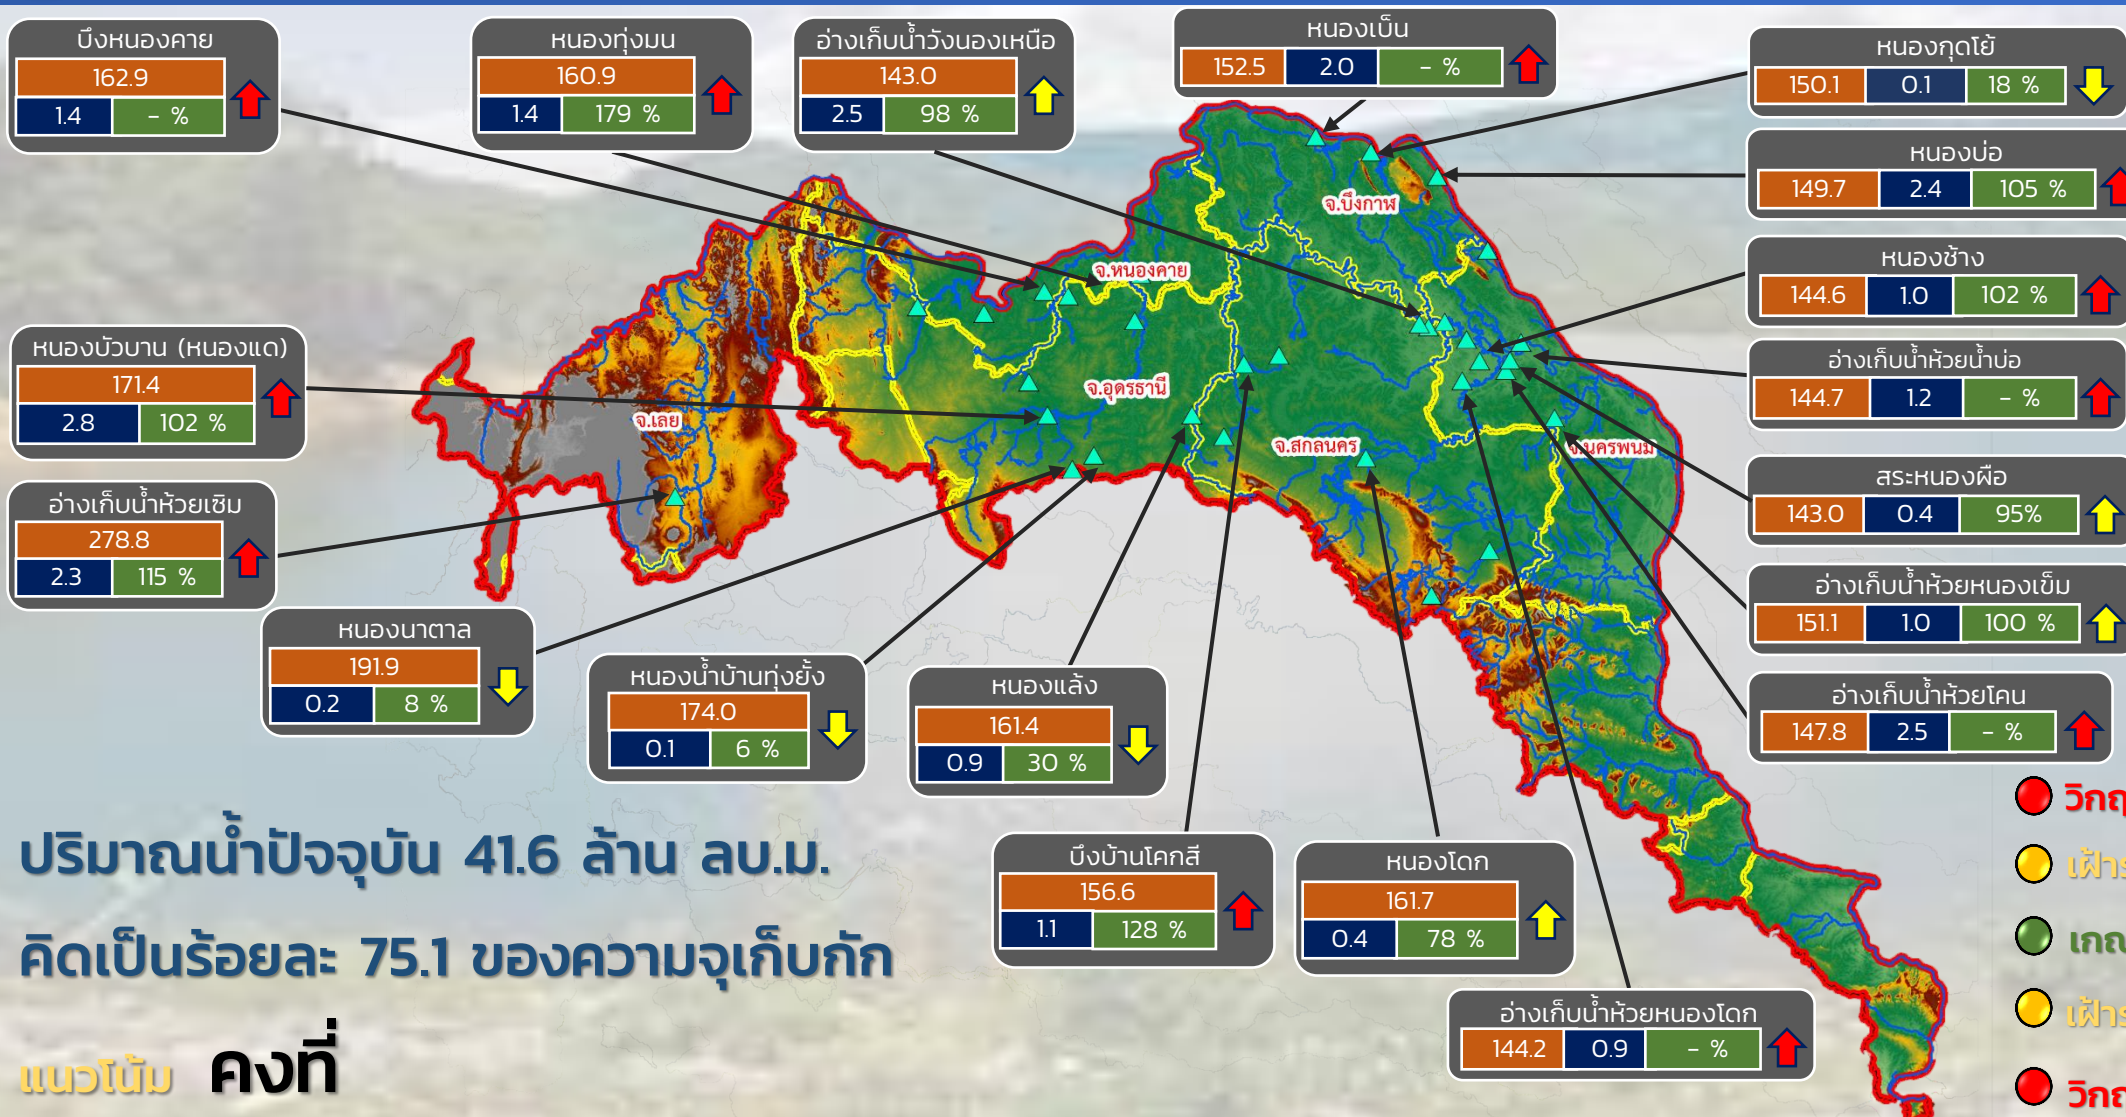 บึงหนองคาย
162.9
1.4 - %
หนองทุ่งมน
160.9
1.4 179 %
อ่างเก็บน้ำวังนองเหนือ
143.0
2.5 98 %
หนองเบ็น
152.5 2.0 - %
หนองกุดโย้
150.1 0.1 18 %
หนองบ่อ
149.7 2.4 105 %
หนองช้าง
144.6 1.0 102 %
อ่างเก็บน้ำห้วยน้ำบ่อ
144.7 1.2 - %
สระหนองผือ
143.0 0.4 95%
อ่างเก็บน้ำห้วยหนองเข็ม
151.1 1.0 100 %
อ่างเก็บน้ำห้วยโคน
147.8 2.5 - %
จ.บึงกาฬ
จ.หนองคาย
จ.อุดรธานี
จ.เลย
จ.สกลนคร
จ.นครพนม
หนองบัวบาน (หนองแด)
171.4
2.8 102 %
อ่างเก็บน้ำห้วยเซิม
278.8
2.3 115 %
หนองนาตาล
191.9
0.2 8 %
หนองน้ำบ้านทุ่งยั้ง
174.0
0.1 6 %
หนองแล้ง
161.4
0.9 30 %
บึงบ้านโคกสี
156.6
1.1 128 %
หนองโดก
161.7
0.4 78 %
อ่างเก็บน้ำห้วยหนองโดก
144.2 0.9 - %
ปริมาณน้ำปัจจุบัน 41.6 ล้าน ลบ.ม.
คิดเป็นร้อยละ 75.1 ของความจุเก็บกัก
แนวโน้ม คงที่